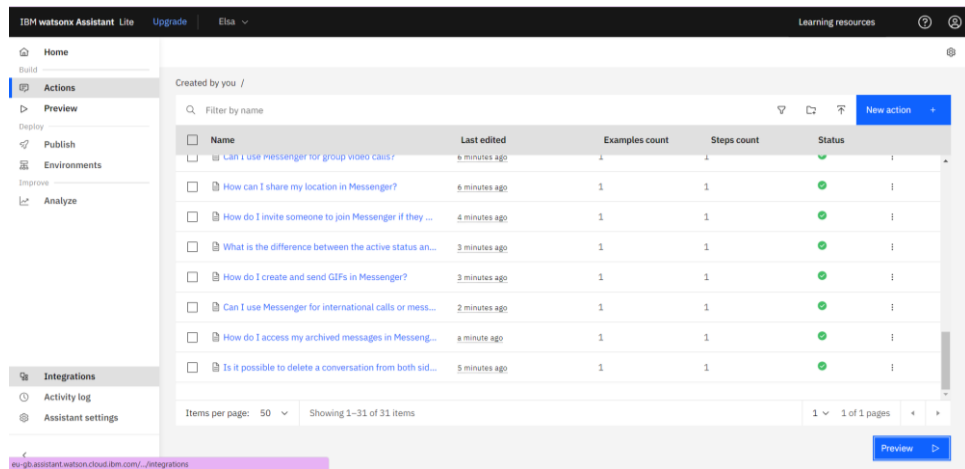 IBM watsonx Assistant Lite Upgrade Elsa Learning resources
Home
Build
Actions
Preview
Deploy
Publish
Environments
Improve
Analyze
Integrations
Activity log
Assistant settings
eu-gb.assistant.watson.cloud.ibm.com/.../integrations
Created by you /
Filter by name
New action +
Name Last edited Examples count Steps count Status
Can I use Messenger for group video calls? 6 minutes ago 1 1
How can I share my location in Messenger? 6 minutes ago 1 1
How do I invite someone to join Messenger if they ... 4 minutes ago 1 1
What is the difference between the active status an... 3 minutes ago 1 1
How do I create and send GIFs in Messenger? 3 minutes ago 1 1
Can I use Messenger for international calls or mess... 2 minutes ago 1 1
How do I access my archived messages in Messeng... a minute ago 1 1
Is it possible to delete a conversation from both sid... 5 minutes ago 1 1
Items per page: 50 Showing 1–31 of 31 items 1 1 of 1 pages
Preview